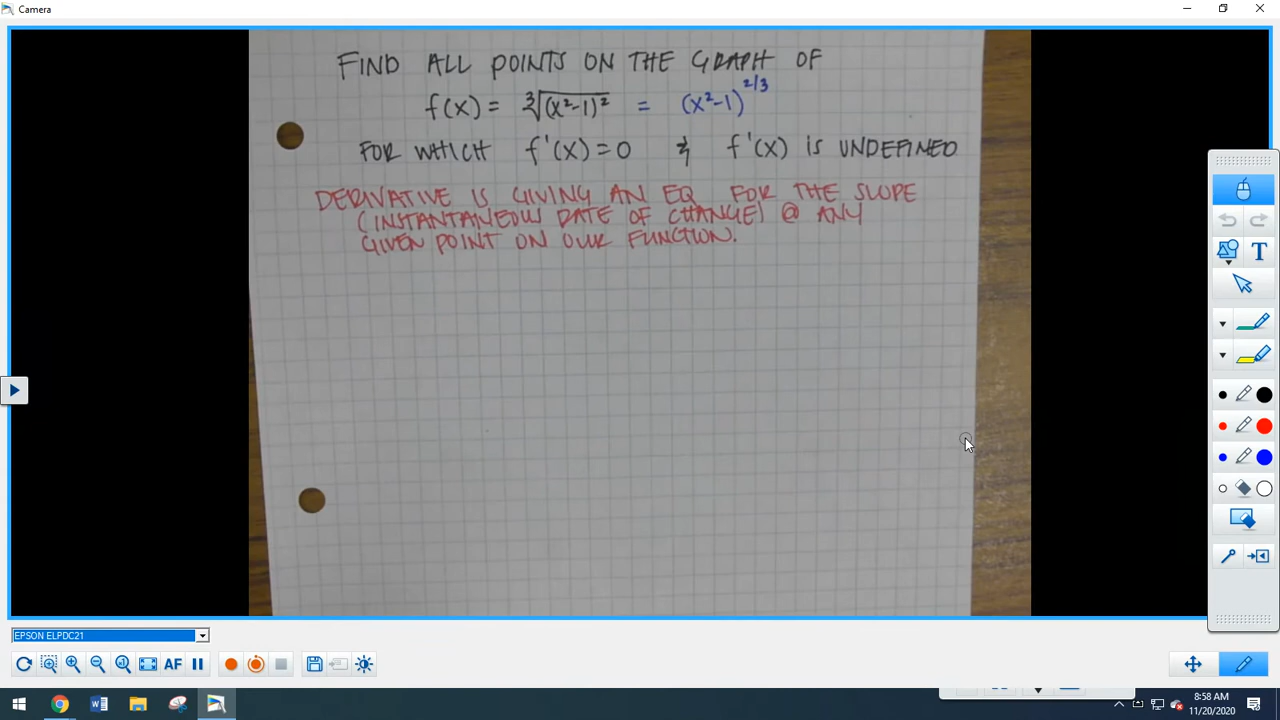 Camera
FIND ALL POINTS ON THE GRAPH OF
f(x) = ∛(x²-1)² = (x²-1)^2/3
FOR WHICH f'(x) = 0 & f'(x) IS UNDEFINED
DERIVATIVE IS GIVING AN EQ FOR THE SLOPE
(INSTANTANEOUS DATE OF CHANGE) @ ANY
GIVEN POINT ON OUR FUNCTION.
T
EPSON ELPDC21
AF
8:58 AM
11/20/2020